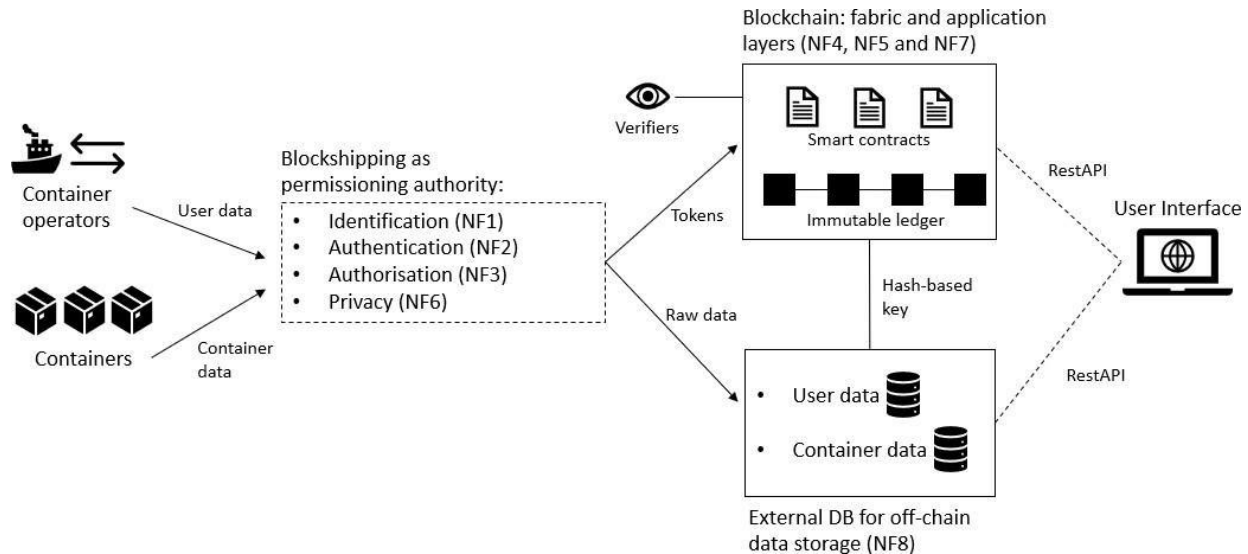 Blockchain: fabric and application
layers (NF4, NF5 and NF7)
Verifiers
Smart contracts
Immutable ledger
Container
operators
User data
Containers
Container
data
Blockshipping as
permissioning authority:
• Identification (NF1)
• Authentication (NF2)
• Authorisation (NF3)
• Privacy (NF6)
Tokens
Raw data
Hash-based
key
RestAPI
User Interface
RestAPI
• User data
• Container data
External DB for off-chain
data storage (NF8)